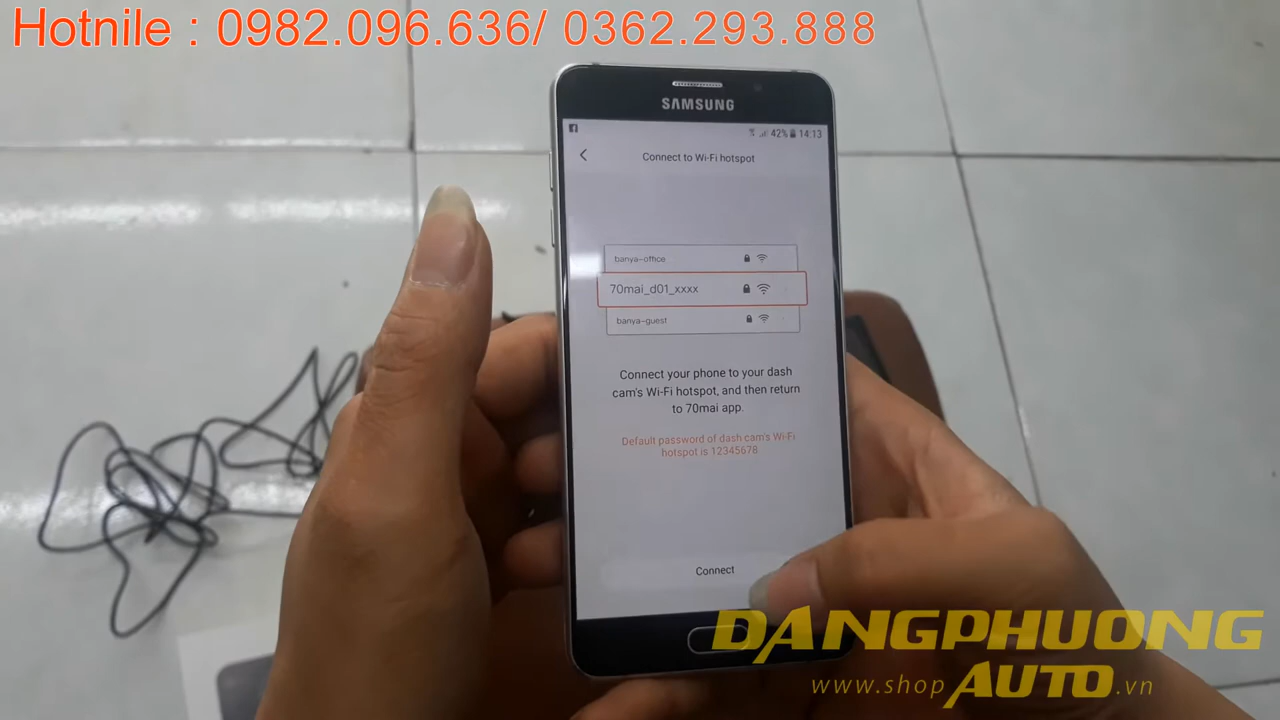 Hotnile : 0982.096.636/ 0362.293.888
SAMSUNG
42% 14:13
Connect to Wi-Fi hotspot
banya-office
70mai_d01_xxxx
banya-guest
Connect your phone to your dash
cam's Wi-Fi hotspot, and then return
to 70mai app.
Default password of dash cam's Wi-Fi
hotspot is 12345678
Connect
DANGPHUONG
www.shopAUTO.vn